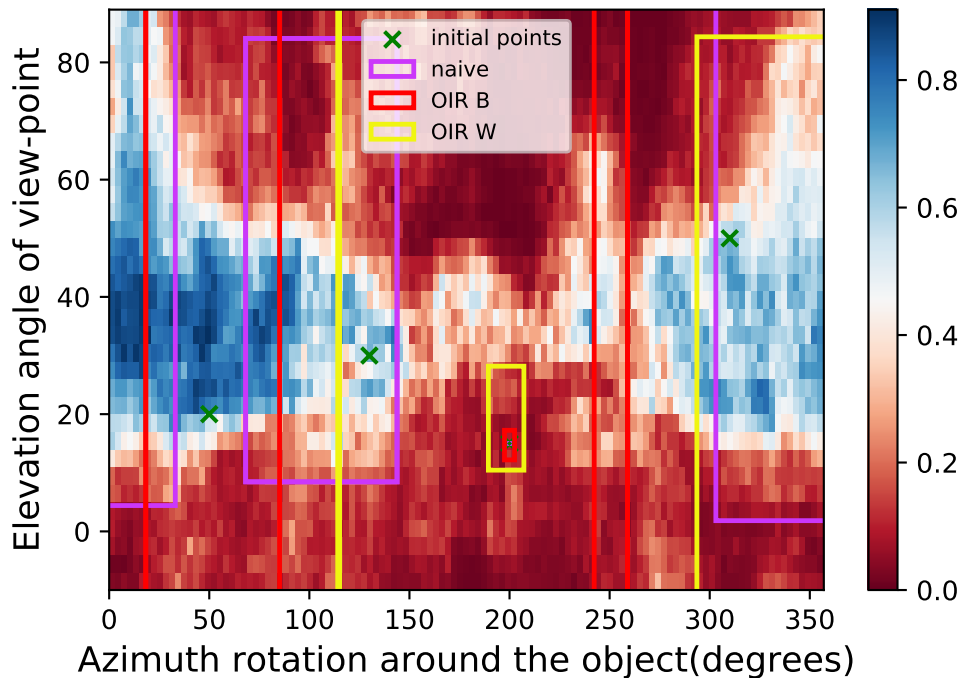 Elevation angle of view-point
80
60
40
20
0
0 50 100 150 200 250 300 350
Azimuth rotation around the object(degrees)
initial points
naive
OIR B
OIR W
0.8
0.6
0.4
0.2
0.0